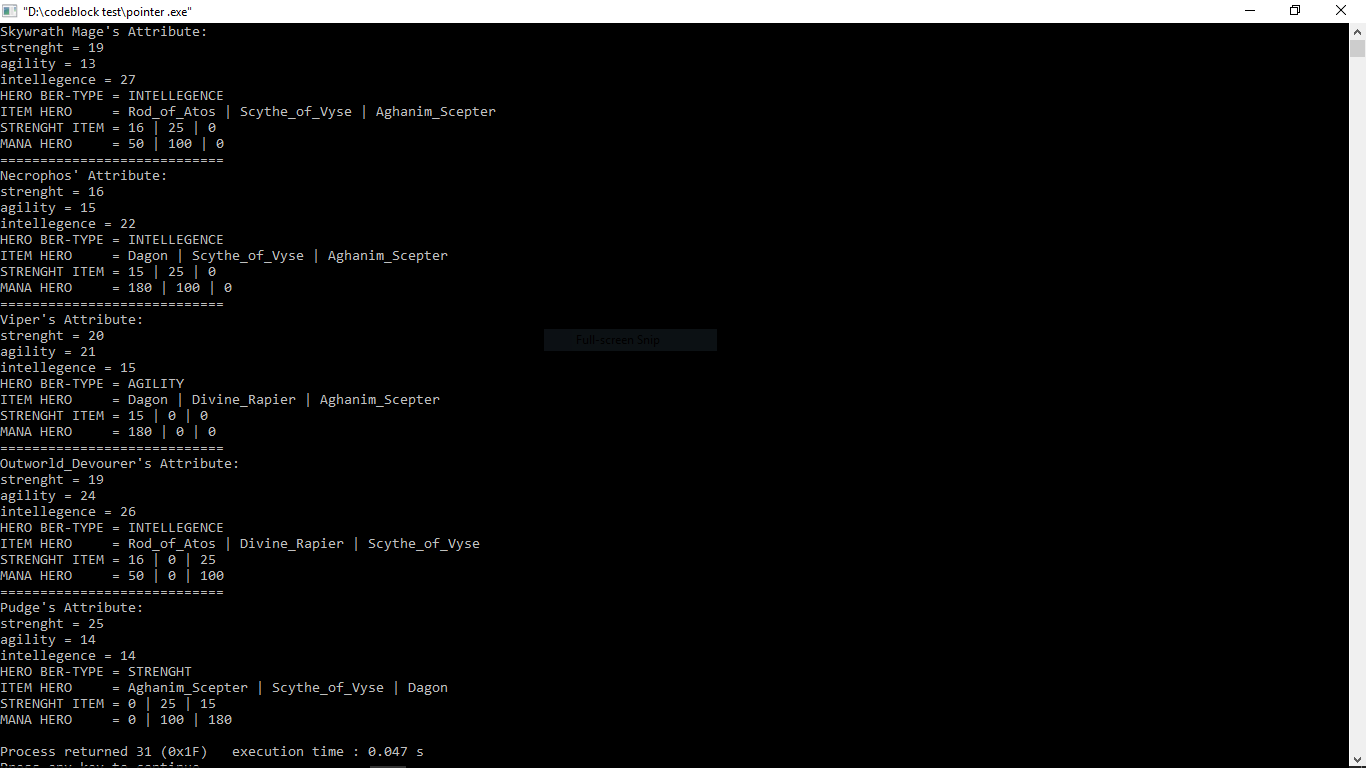 "D:\codeblock test\pointer .exe"
Skywrath Mage's Attribute:
strenght = 19
agility = 13
intellegence = 27
HERO BER-TYPE = INTELLEGENCE
ITEM HERO     = Rod_of_Atos | Scythe_of_Vyse | Aghanim_Scepter
STRENGHT ITEM = 16 | 25 | 0
MANA HERO     = 50 | 100 | 0
============================
Necrophos' Attribute:
strenght = 16
agility = 15
intellegence = 22
HERO BER-TYPE = INTELLEGENCE
ITEM HERO     = Dagon | Scythe_of_Vyse | Aghanim_Scepter
STRENGHT ITEM = 15 | 25 | 0
MANA HERO     = 180 | 100 | 0
============================
Viper's Attribute:
strenght = 20
Full-screen Snip
agility = 21
intellegence = 15
HERO BER-TYPE = AGILITY
ITEM HERO     = Dagon | Divine_Rapier | Aghanim_Scepter
STRENGHT ITEM = 15 | 0 | 0
MANA HERO     = 180 | 0 | 0
============================
Outworld_Devourer's Attribute:
strenght = 19
agility = 24
intellegence = 26
HERO BER-TYPE = INTELLEGENCE
ITEM HERO     = Rod_of_Atos | Divine_Rapier | Scythe_of_Vyse
STRENGHT ITEM = 16 | 0 | 25
MANA HERO     = 50 | 0 | 100
============================
Pudge's Attribute:
strenght = 25
agility = 14
intellegence = 14
HERO BER-TYPE = STRENGHT
ITEM HERO     = Aghanim_Scepter | Scythe_of_Vyse | Dagon
STRENGHT ITEM = 0 | 25 | 15
MANA HERO     = 0 | 100 | 180
Process returned 31 (0x1F)   execution time : 0.047 s
Press any key to continue